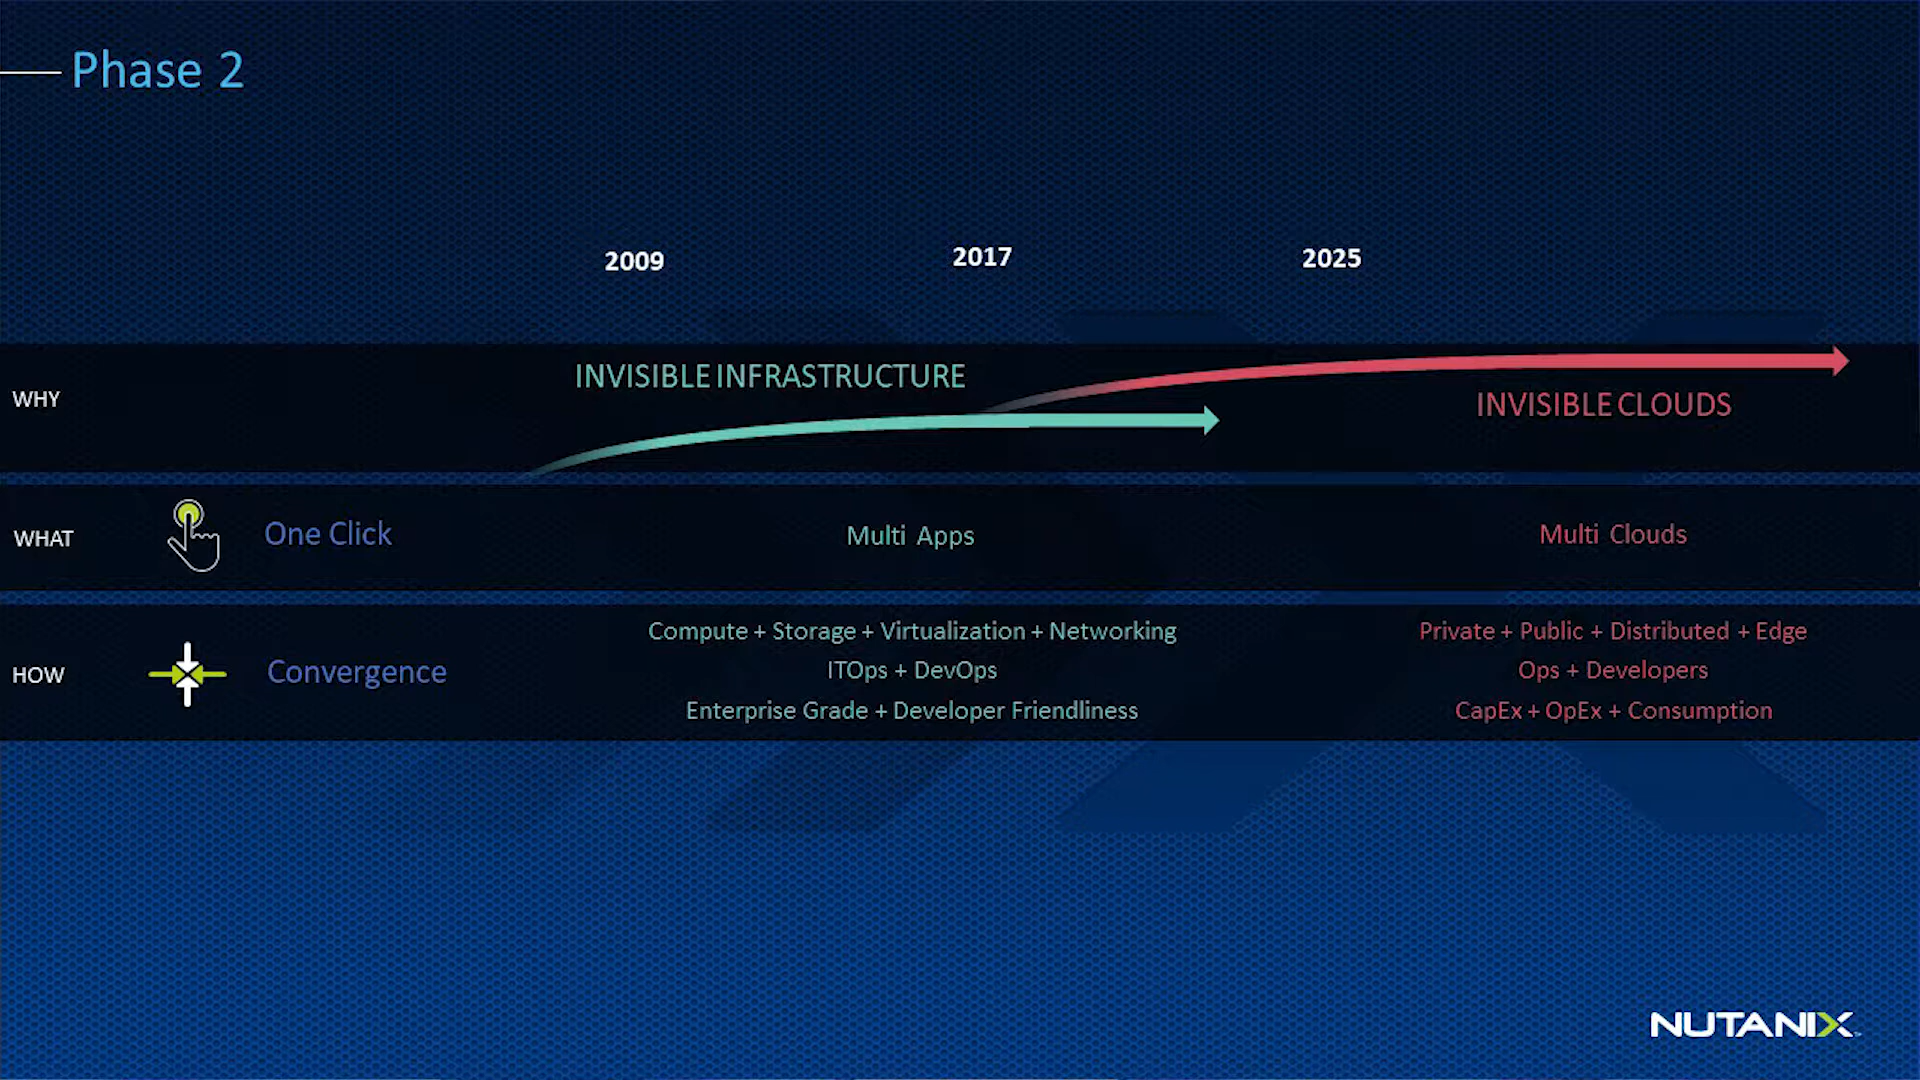 Phase 2
2009 2017 2025
WHY
INVISIBLE INFRASTRUCTURE
INVISIBLE CLOUDS
WHAT
One Click
Multi Apps
Multi Clouds
HOW
Convergence
Compute + Storage + Virtualization + Networking
ITOps + DevOps
Enterprise Grade + Developer Friendliness
Private + Public + Distributed + Edge
Ops + Developers
CapEx + OpEx + Consumption
NUTANIX